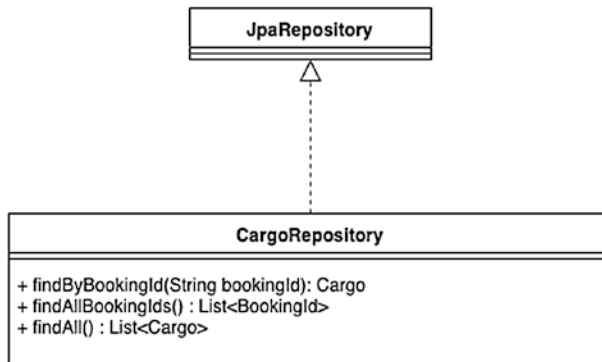 JpaRepository
CargoRepository
+ findByBookingId(String bookingId): Cargo
+ findAllBookingIds() : List<BookingId>
+ findAll() : List<Cargo>